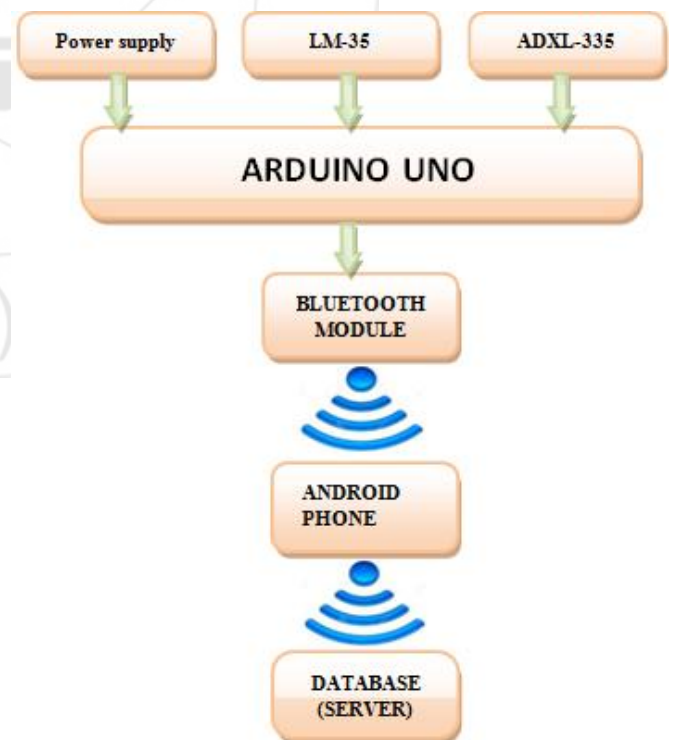 Power supply
LM-35
ADXL-335
ARDUINO UNO
BLUETOOTH
MODULE
ANDROID
PHONE
DATABASE
(SERVER)